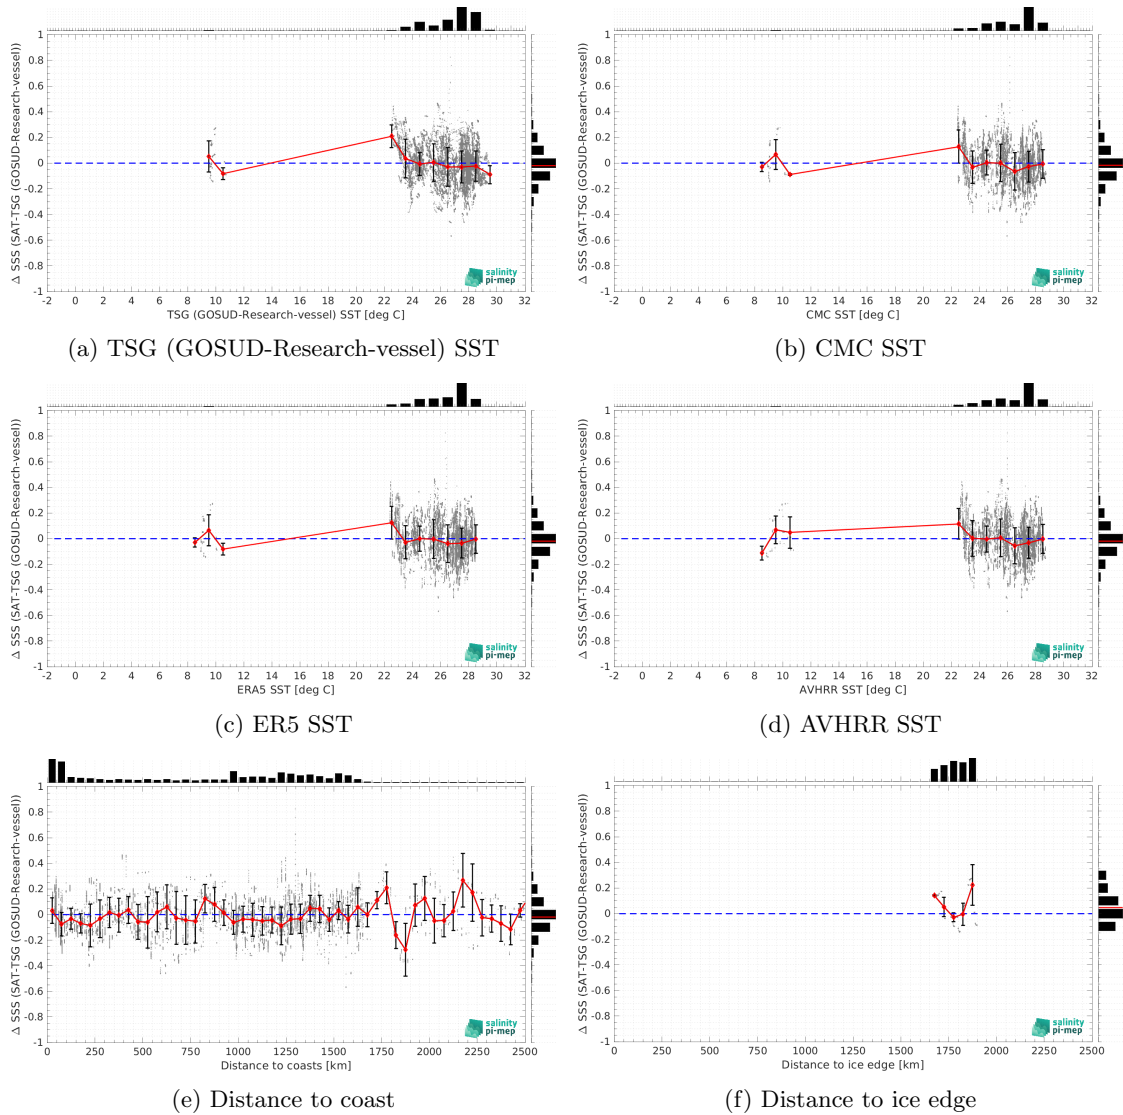 1
0.8
0.6
0.4
0.2
0
-0.2
-0.4
-0.6
-0.8
-1
Δ SSS (SAT-TSG (GOSUD-Research-vessel))
salinity
pi-mep
-2 0 2 4 6 8 10 12 14 16 18 20 22 24 26 28 30 32
TSG (GOSUD-Research-vessel) SST [deg C]
(a) TSG (GOSUD-Research-vessel) SST
1
0.8
0.6
0.4
0.2
0
-0.2
-0.4
-0.6
-0.8
-1
Δ SSS (SAT-TSG (GOSUD-Research-vessel))
salinity
pi-mep
-2 0 2 4 6 8 10 12 14 16 18 20 22 24 26 28 30 32
CMC SST [deg C]
(b) CMC SST
1
0.8
0.6
0.4
0.2
0
-0.2
-0.4
-0.6
-0.8
-1
Δ SSS (SAT-TSG (GOSUD-Research-vessel))
salinity
pi-mep
-2 0 2 4 6 8 10 12 14 16 18 20 22 24 26 28 30 32
ERA5 SST [deg C]
(c) ER5 SST
1
0.8
0.6
0.4
0.2
0
-0.2
-0.4
-0.6
-0.8
-1
Δ SSS (SAT-TSG (GOSUD-Research-vessel))
salinity
pi-mep
-2 0 2 4 6 8 10 12 14 16 18 20 22 24 26 28 30 32
AVHRR SST [deg C]
(d) AVHRR SST
1
0.8
0.6
0.4
0.2
0
-0.2
-0.4
-0.6
-0.8
-1
Δ SSS (SAT-TSG (GOSUD-Research-vessel))
salinity
pi-mep
0 250 500 750 1000 1250 1500 1750 2000 2250 2500
Distance to coasts [km]
(e) Distance to coast
1
0.8
0.6
0.4
0.2
0
-0.2
-0.4
-0.6
-0.8
-1
Δ SSS (SAT-TSG (GOSUD-Research-vessel))
salinity
pi-mep
0 250 500 750 1000 1250 1500 1750 2000 2250 2500
Distance to ice edge [km]
(f) Distance to ice edge